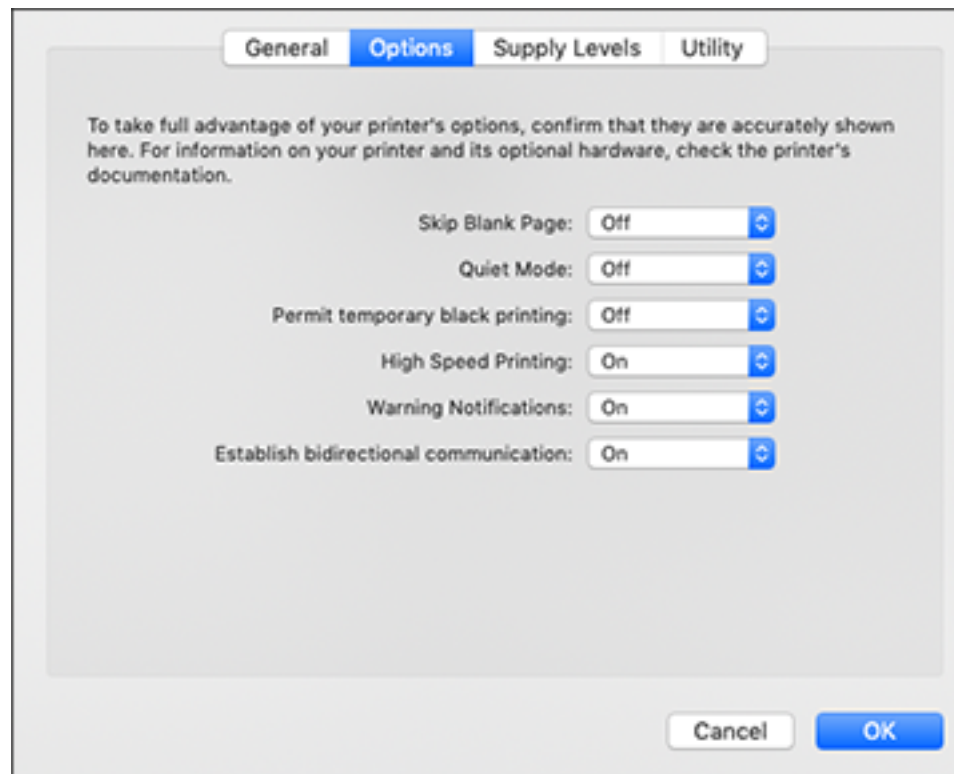 General Options Supply Levels Utility
To take full advantage of your printer's options, confirm that they are accurately shown
here. For information on your printer and its optional hardware, check the printer's
documentation.
Skip Blank Page: Off
Quiet Mode: Off
Permit temporary black printing: Off
High Speed Printing: On
Warning Notifications: On
Establish bidirectional communication: On
Cancel OK